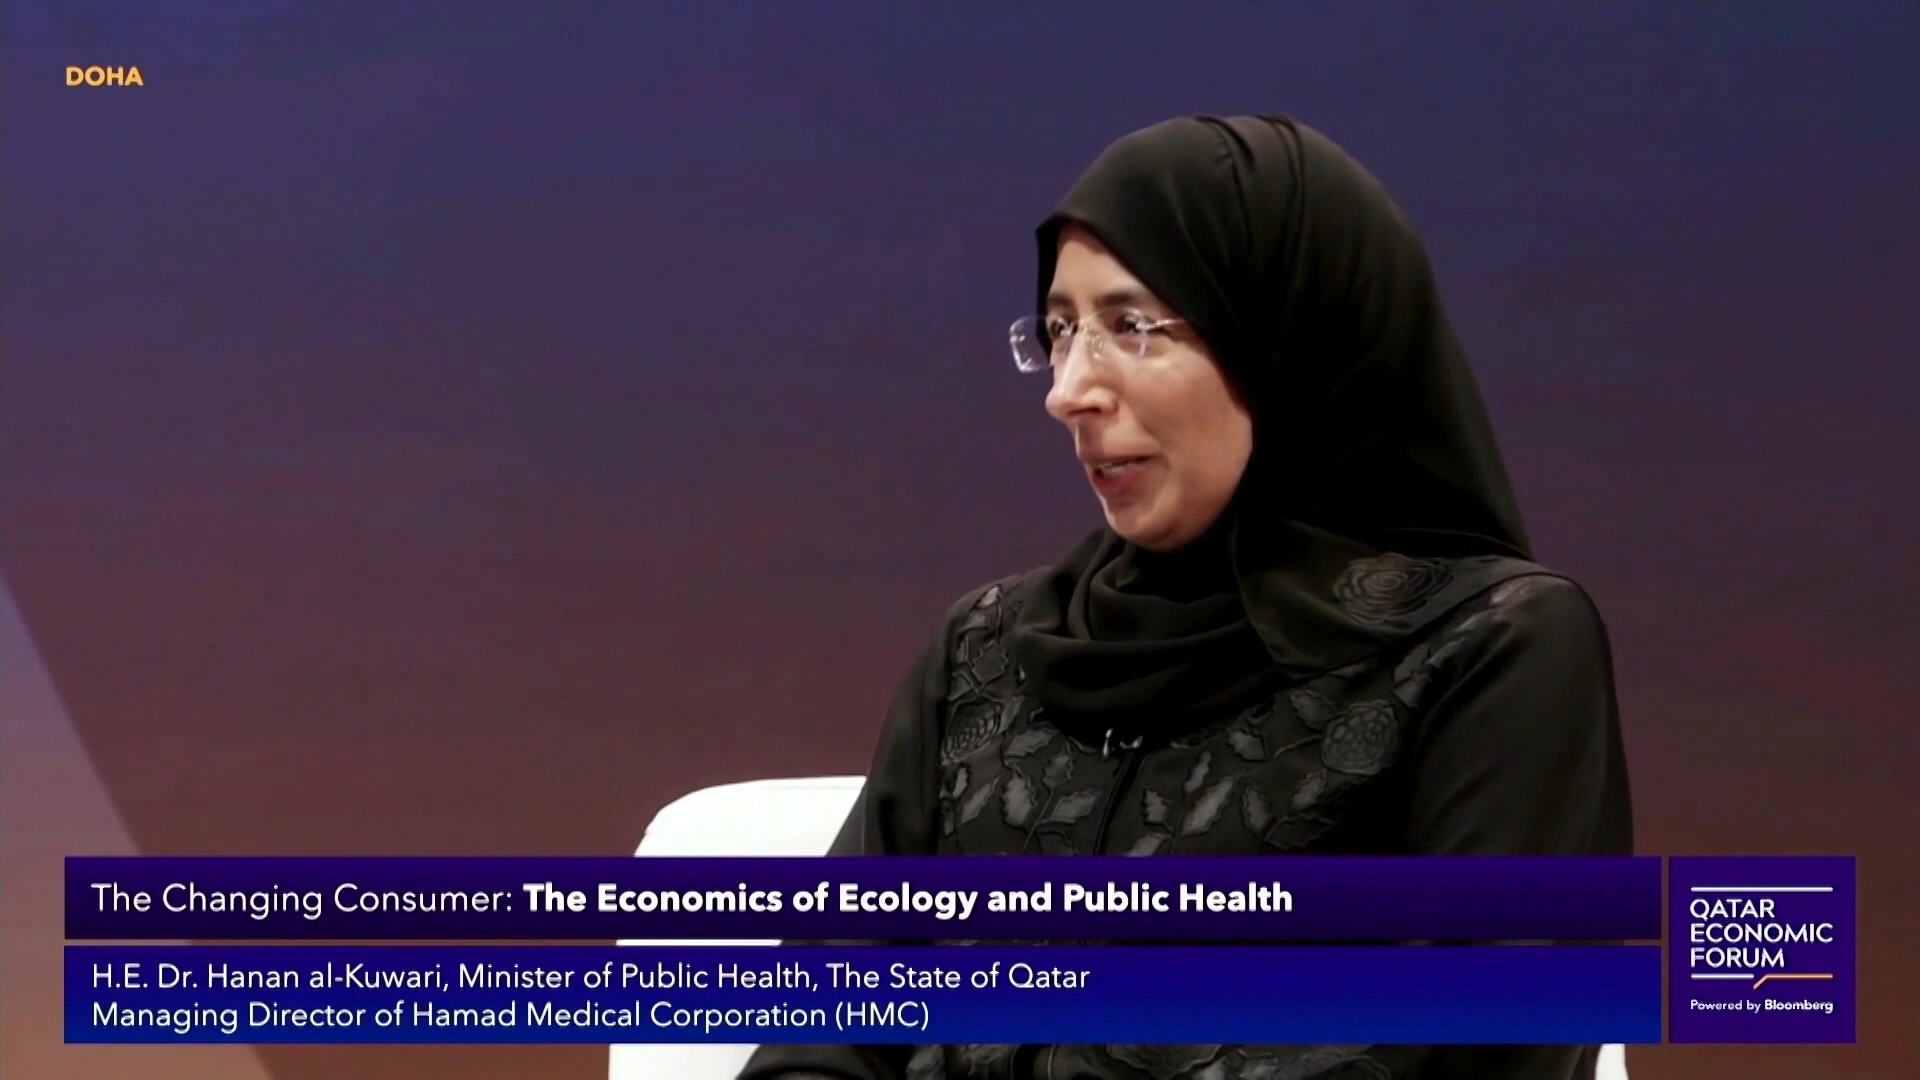 DOHA
The Changing Consumer: The Economics of Ecology and Public Health
H.E. Dr. Hanan al-Kuwari, Minister of Public Health, The State of Qatar
Managing Director of Hamad Medical Corporation (HMC)
QATAR
ECONOMIC
FORUM
Powered by Bloomberg